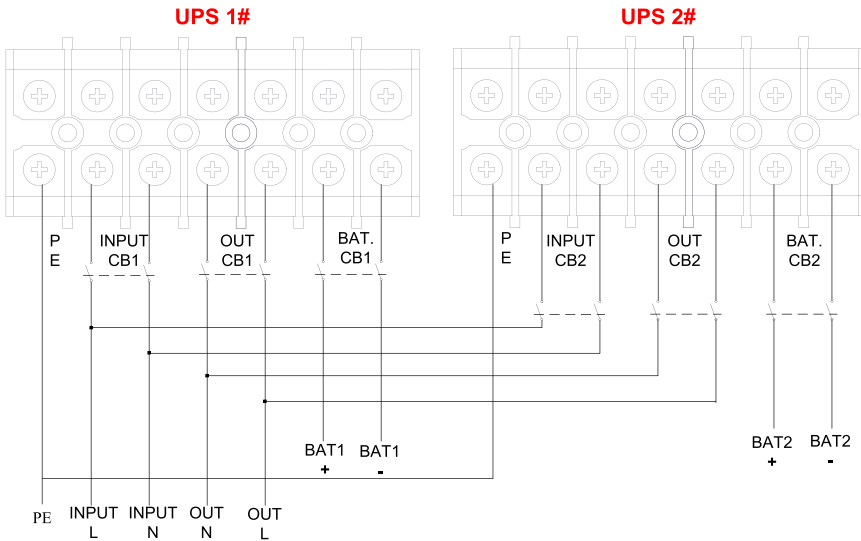 UPS 1#
UPS 2#
P
E
INPUT
CB1
OUT
CB1
BAT.
CB1
P
E
INPUT
CB2
OUT
CB2
BAT.
CB2
BAT1
+
BAT1
-
BAT2
+
BAT2
-
PE
INPUT
L
INPUT
N
OUT
N
OUT
L